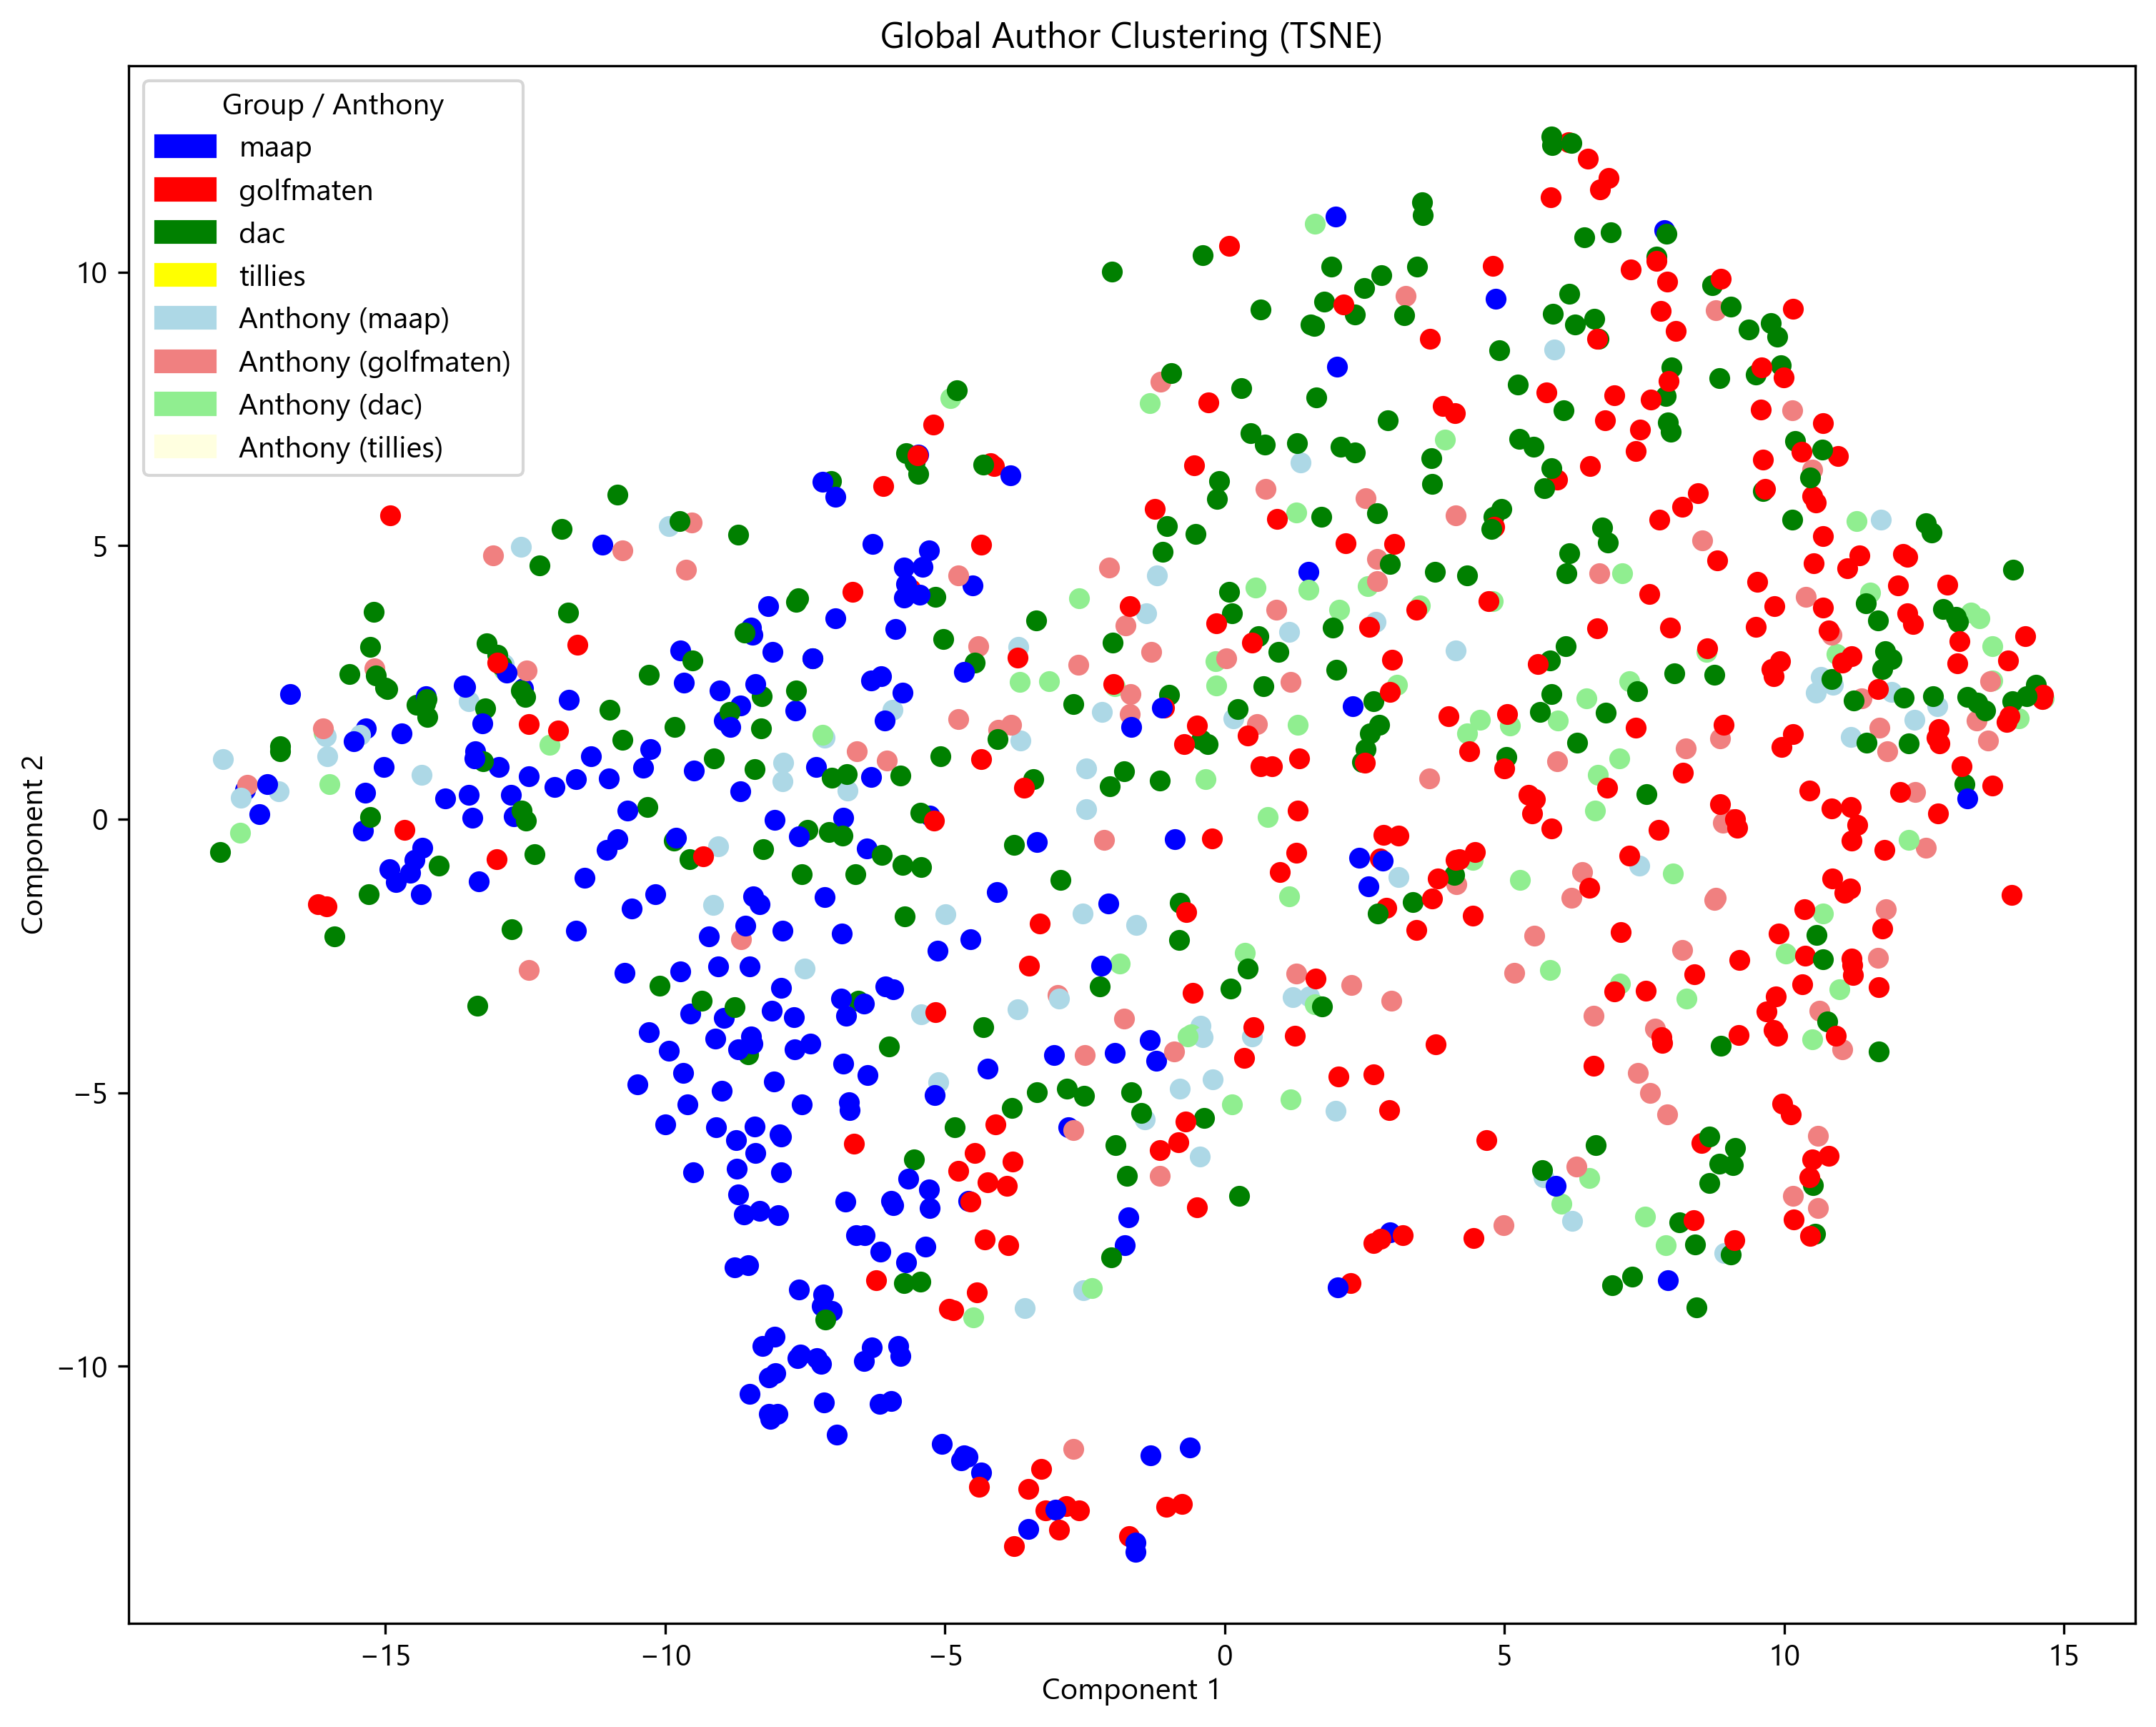 Global Author Clustering (TSNE)
Group / Anthony
maap
golfmaten
dac
tillies
Anthony (maap)
Anthony (golfmaten)
Anthony (dac)
Anthony (tillies)
Component 2
10
5
0
−5
−10
−15
−10
−5
0
5
10
15
Component 1